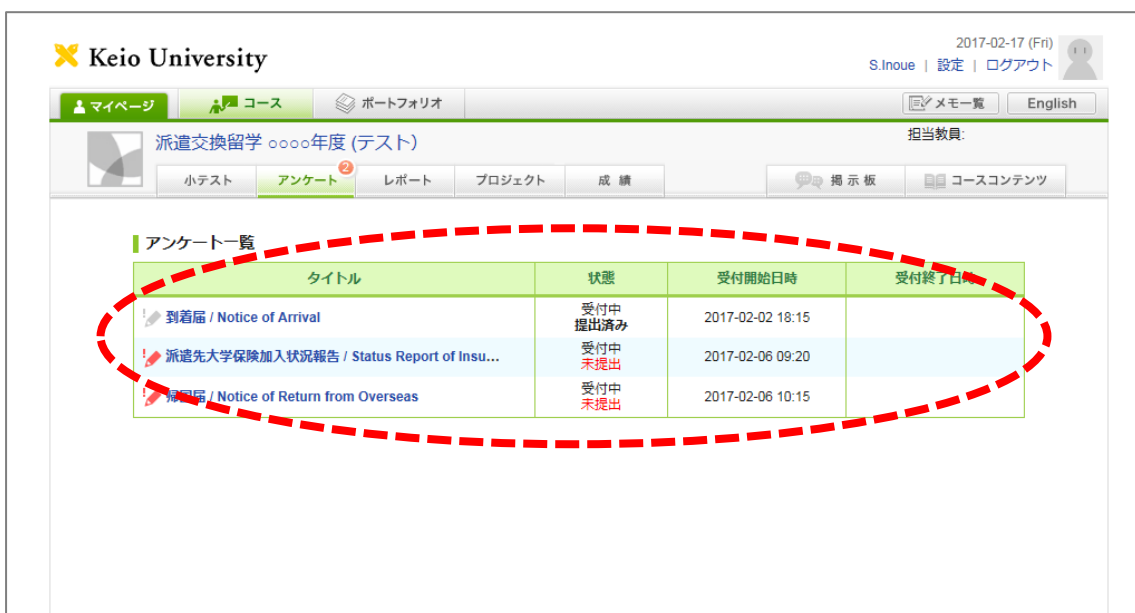 2017-02-17 (Fri)
Keio University
S.Inoue | 設定 | ログアウト
マイページ コース ポートフォリオ メモ一覧 English
派遣交換留学 ○○○○年度 (テスト) 担当教員:
小テスト アンケート 2 レポート プロジェクト 成 績 掲 示 板 コースコンテンツ
アンケート一覧
タイトル 状態 受付開始日時 受付終了日時
到着届 / Notice of Arrival 受付中 2017-02-02 18:15
提出済み
派遣先大学保険加入状況報告 / Status Report of Insu... 受付中 2017-02-06 09:20
未提出
帰国届 / Notice of Return from Overseas 受付中 2017-02-06 10:15
未提出